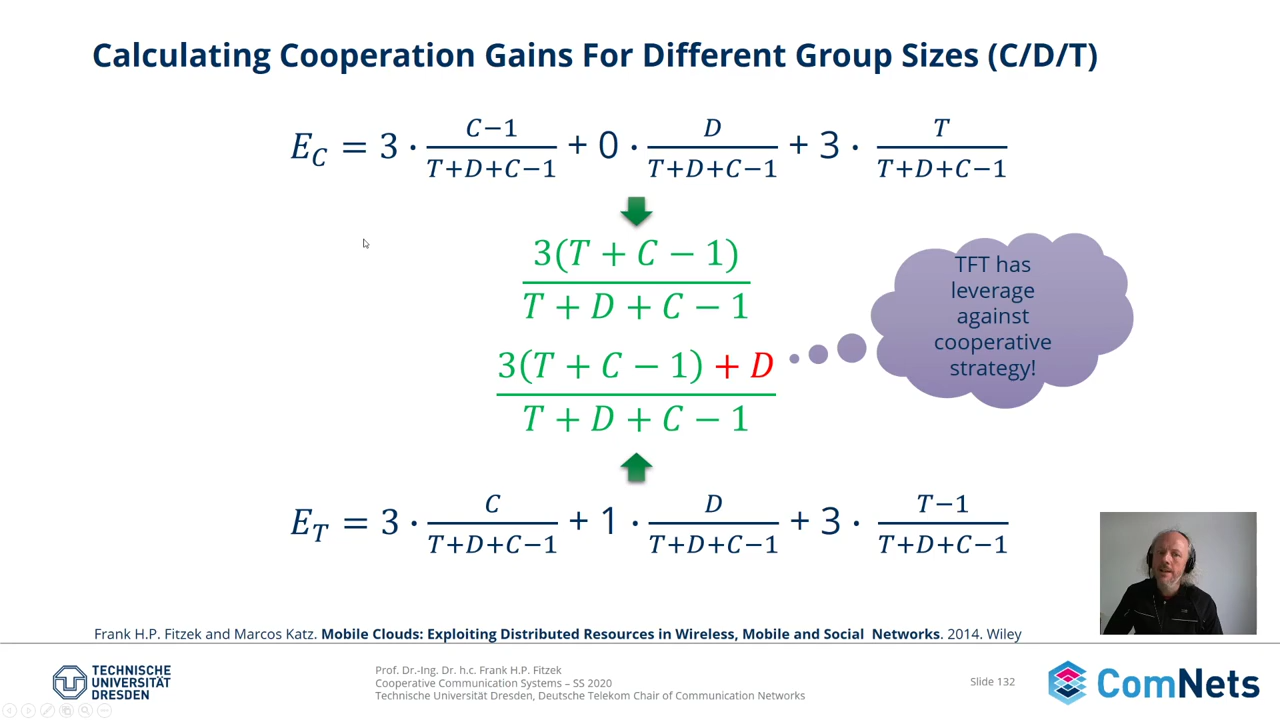 Calculating Cooperation Gains For Different Group Sizes (C/D/T)
E_C = 3 · (C−1)/(T+D+C−1) + 0 · D/(T+D+C−1) + 3 · T/(T+D+C−1)
3(T + C − 1)
T + D + C − 1
3(T + C − 1) + D
T + D + C − 1
TFT has
leverage
against
cooperative
strategy!
E_T = 3 · C/(T+D+C−1) + 1 · D/(T+D+C−1) + 3 · (T−1)/(T+D+C−1)
Frank H.P. Fitzek and Marcos Katz. Mobile Clouds: Exploiting Distributed Resources in Wireless, Mobile and Social Networks. 2014. Wiley
TECHNISCHE
UNIVERSITÄT
DRESDEN
Prof. Dr.-Ing. Dr. h.c. Frank H.P. Fitzek
Cooperative Communication Systems – SS 2020
Technische Universität Dresden, Deutsche Telekom Chair of Communication Networks
Slide 132
ComNets